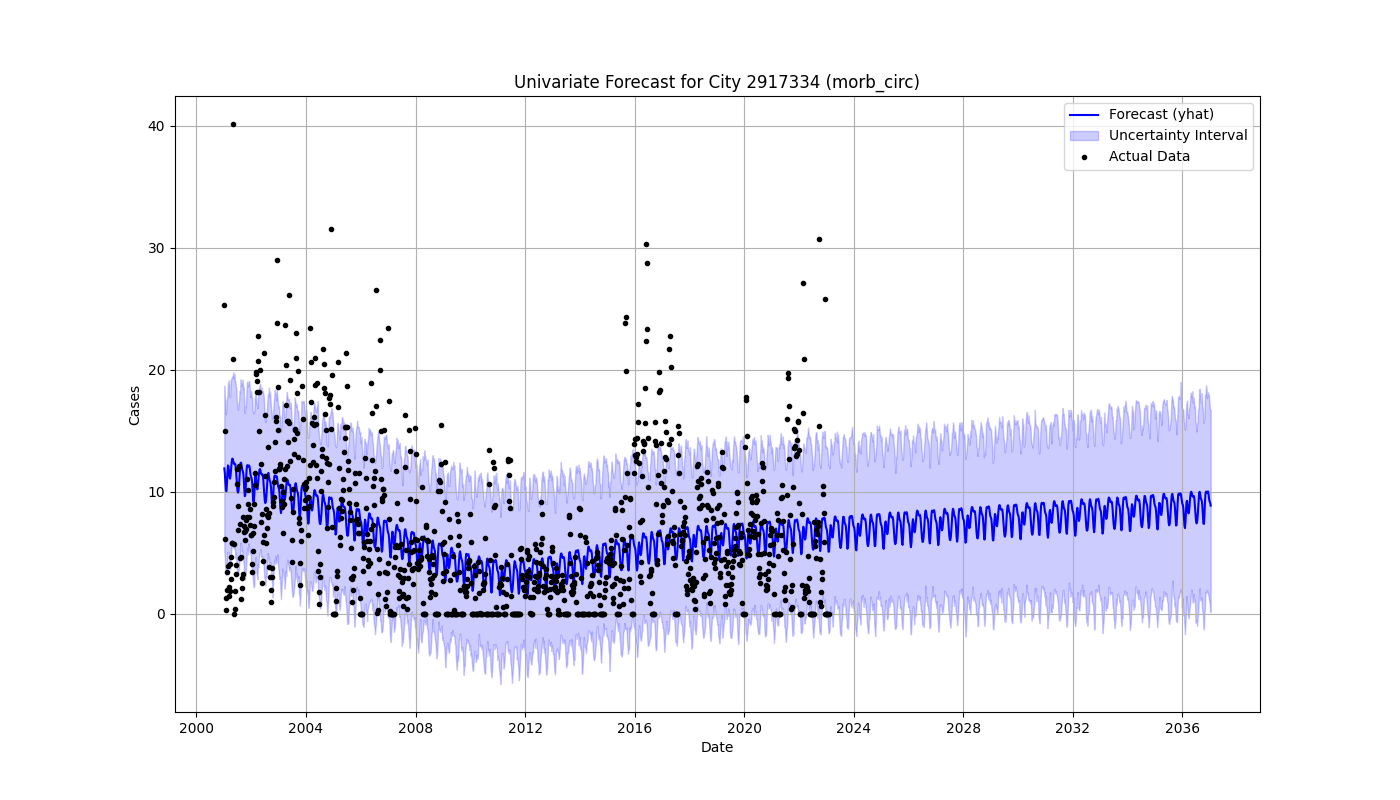 Univariate Forecast for City 2917334 (morb_circ)
Forecast (yhat)
Uncertainty Interval
Actual Data
Cases
40
30
20
10
0
2000 2004 2008 2012 2016 2020 2024 2028 2032 2036
Date